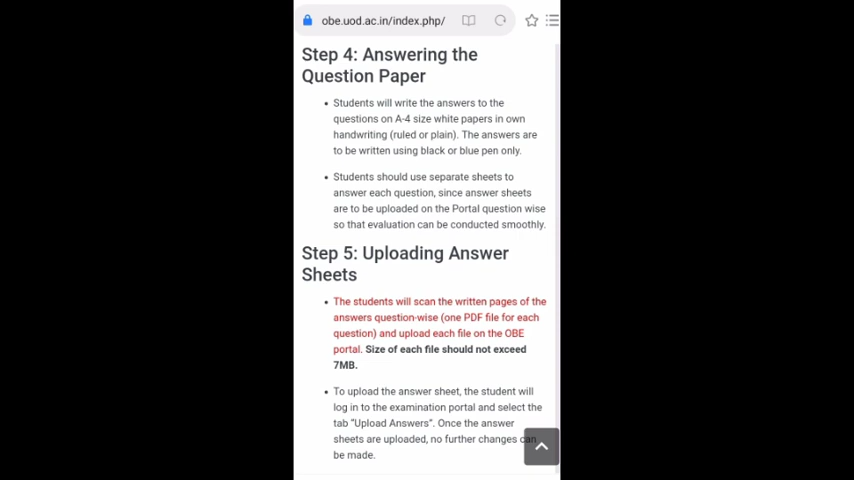 obe.uod.ac.in/index.php/
Step 4: Answering the
Question Paper
• Students will write the answers to the
questions on A-4 size white papers in own
handwriting (ruled or plain). The answers are
to be written using black or blue pen only.
• Students should use separate sheets to
answer each question, since answer sheets
are to be uploaded on the Portal question wise
so that evaluation can be conducted smoothly.
Step 5: Uploading Answer
Sheets
• The students will scan the written pages of the
answers question-wise (one PDF file for each
question) and upload each file on the OBE
portal. Size of each file should not exceed
7MB.
• To upload the answer sheet, the student will
log in to the examination portal and select the
tab “Upload Answers”. Once the answer
sheets are uploaded, no further changes can
be made.